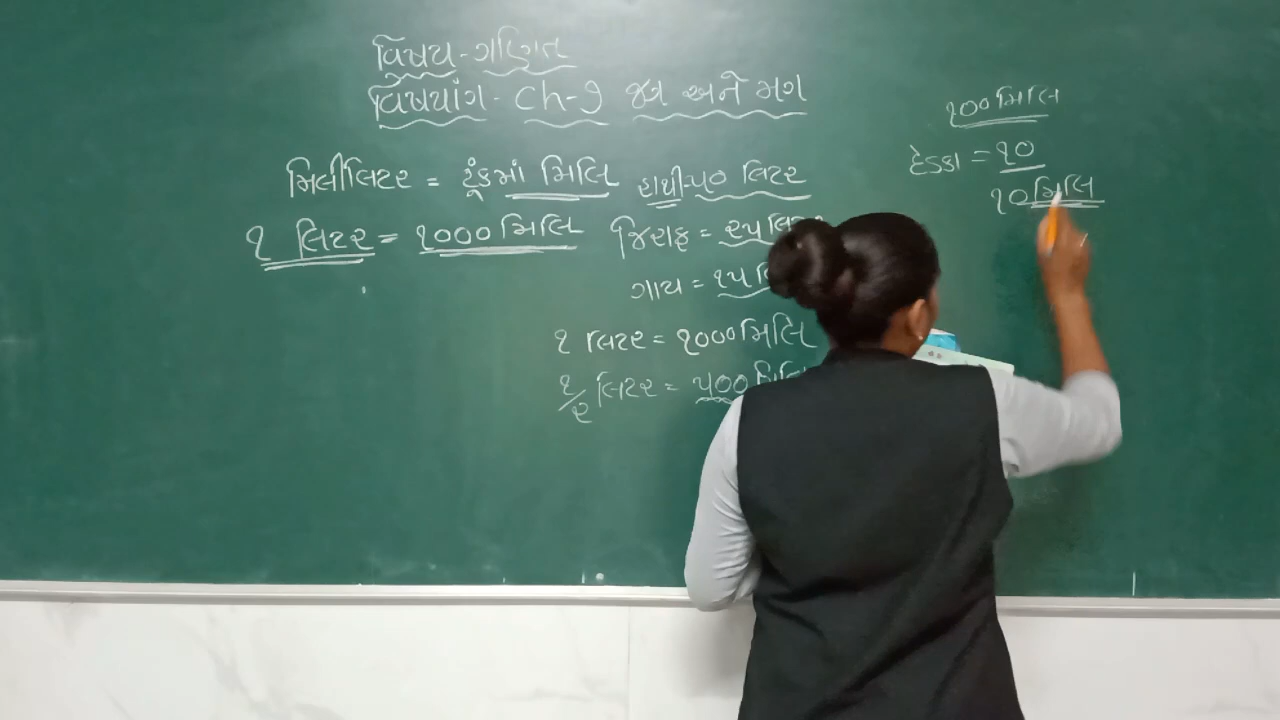 વિષય - ગણિત
વિષયાંગ - Ch-૭ જગ અને મગ
મિલીલિટર = ટૂંકમાં મિલિ
૧ લિટર = ૧૦૦૦ મિલિ
હાથી - ૫૦ લિટર
જિરાફ = ૨૫
ગાય = ૧૫
૧ લિટર = ૧૦૦૦ મિલિ
૧/૨ લિટર = ૫૦૦
૧૦૦ મિલિ
દેડકા = ૧૦
૧૦ મિલિ